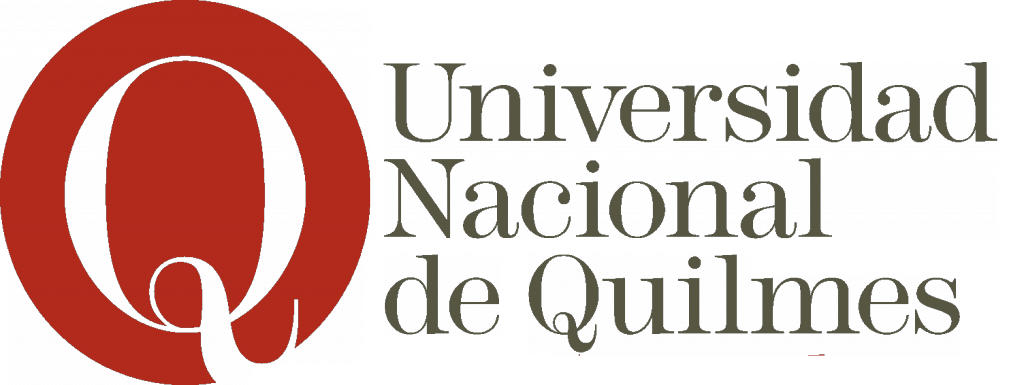 Q
Universidad
Nacional
de Quilmes